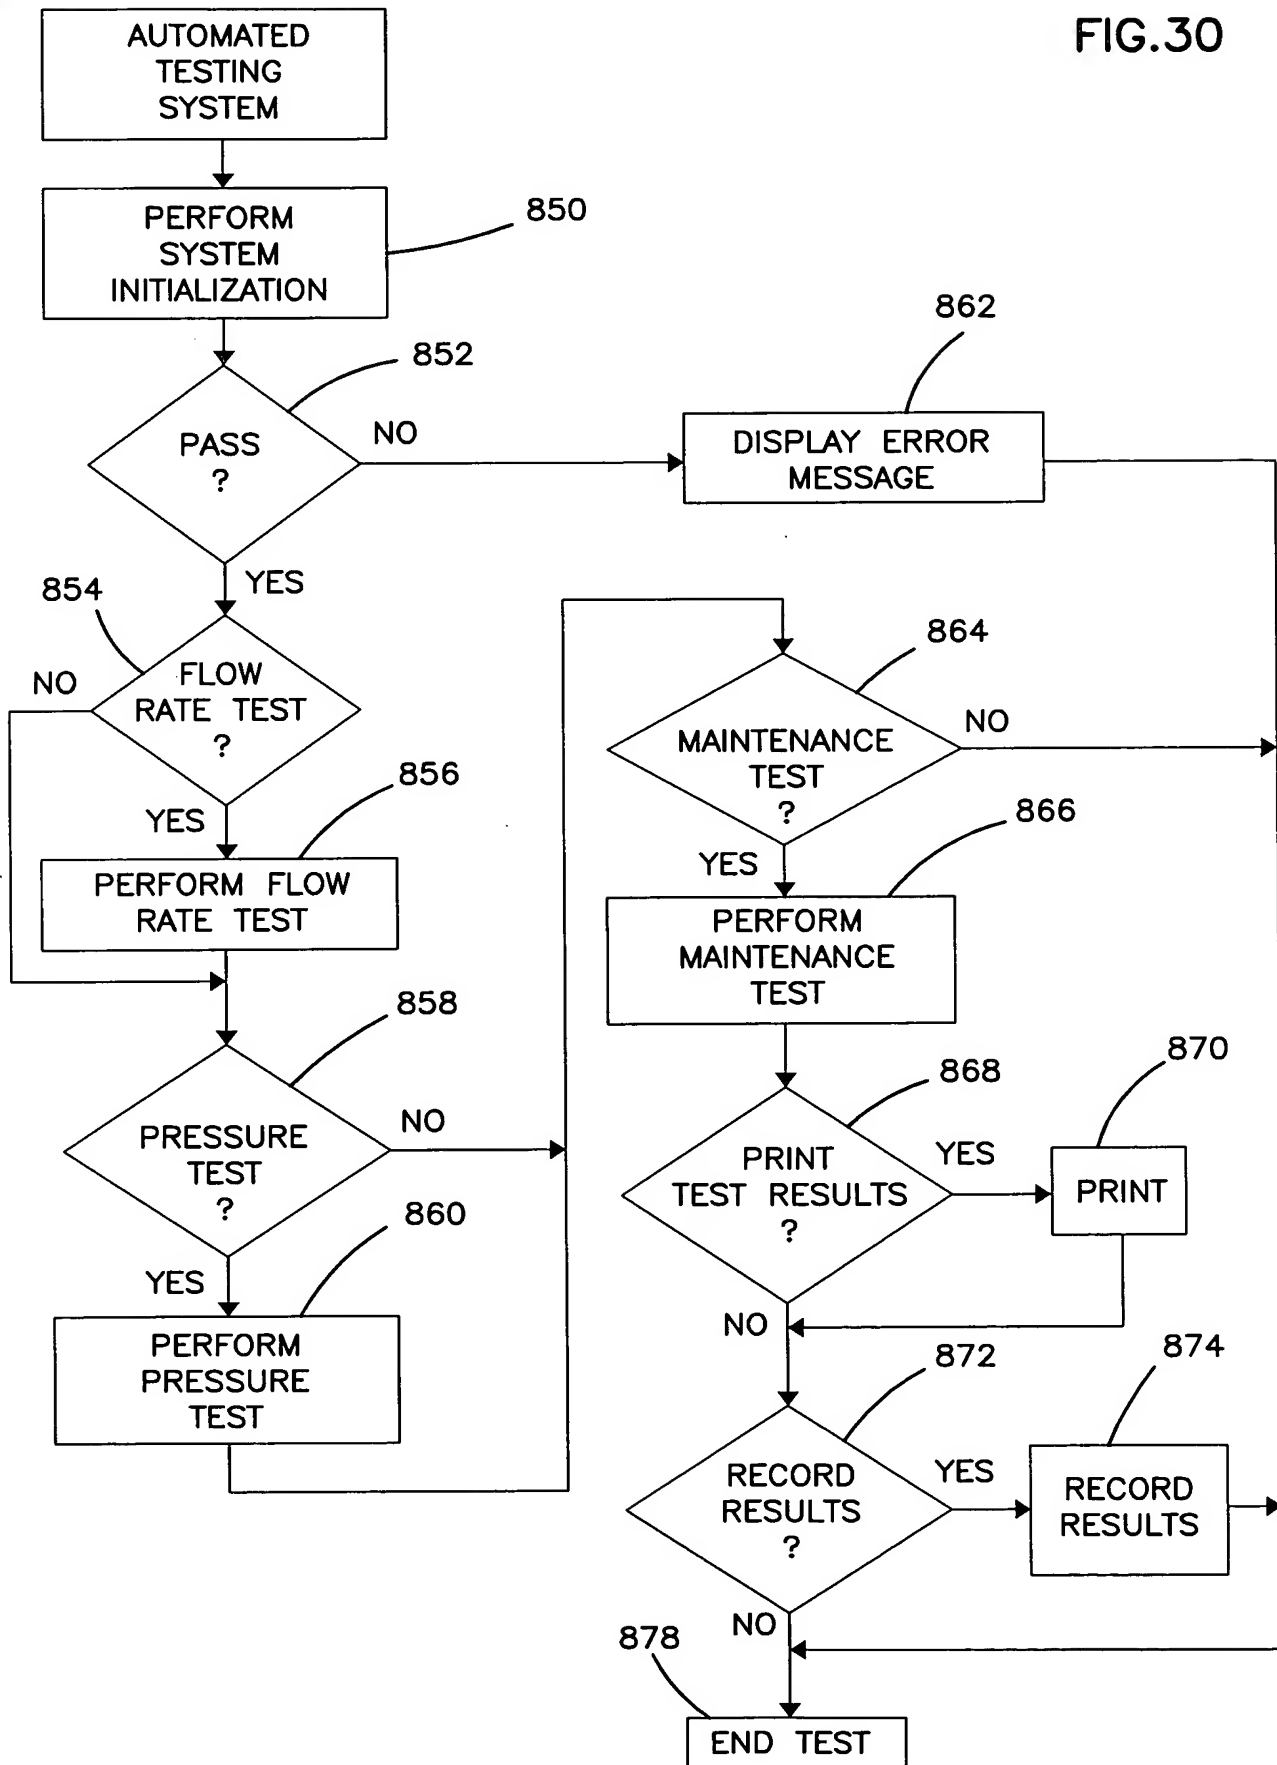 FIG.30
AUTOMATED
TESTING
SYSTEM
PERFORM
SYSTEM
INITIALIZATION
850
852
PASS
?
NO
862
DISPLAY ERROR
MESSAGE
YES
854
FLOW
RATE TEST
?
NO
YES
856
PERFORM FLOW
RATE TEST
858
PRESSURE
TEST
?
NO
YES
860
PERFORM
PRESSURE
TEST
864
MAINTENANCE
TEST
?
NO
YES
866
PERFORM
MAINTENANCE
TEST
868
PRINT
TEST RESULTS
?
YES
870
PRINT
NO
872
RECORD
RESULTS
?
YES
874
RECORD
RESULTS
NO
878
END TEST